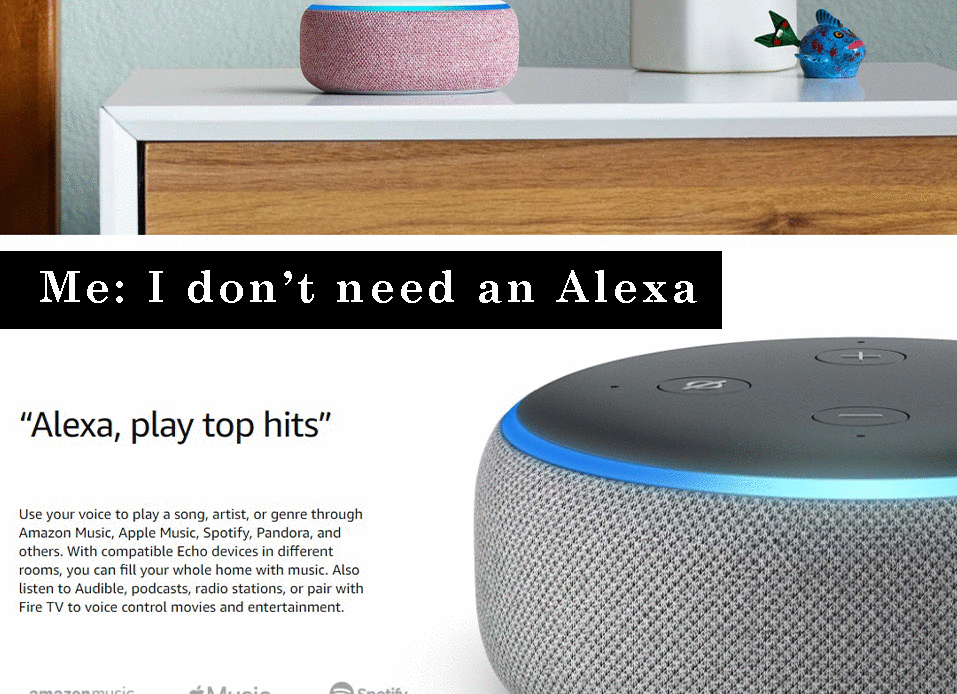 Me: I don’t need an Alexa
“Alexa, play top hits”
Use your voice to play a song, artist, or genre through
Amazon Music, Apple Music, Spotify, Pandora, and
others. With compatible Echo devices in different
rooms, you can fill your whole home with music. Also
listen to Audible, podcasts, radio stations, or pair with
Fire TV to voice control movies and entertainment.
amazonmusic Music Spotify